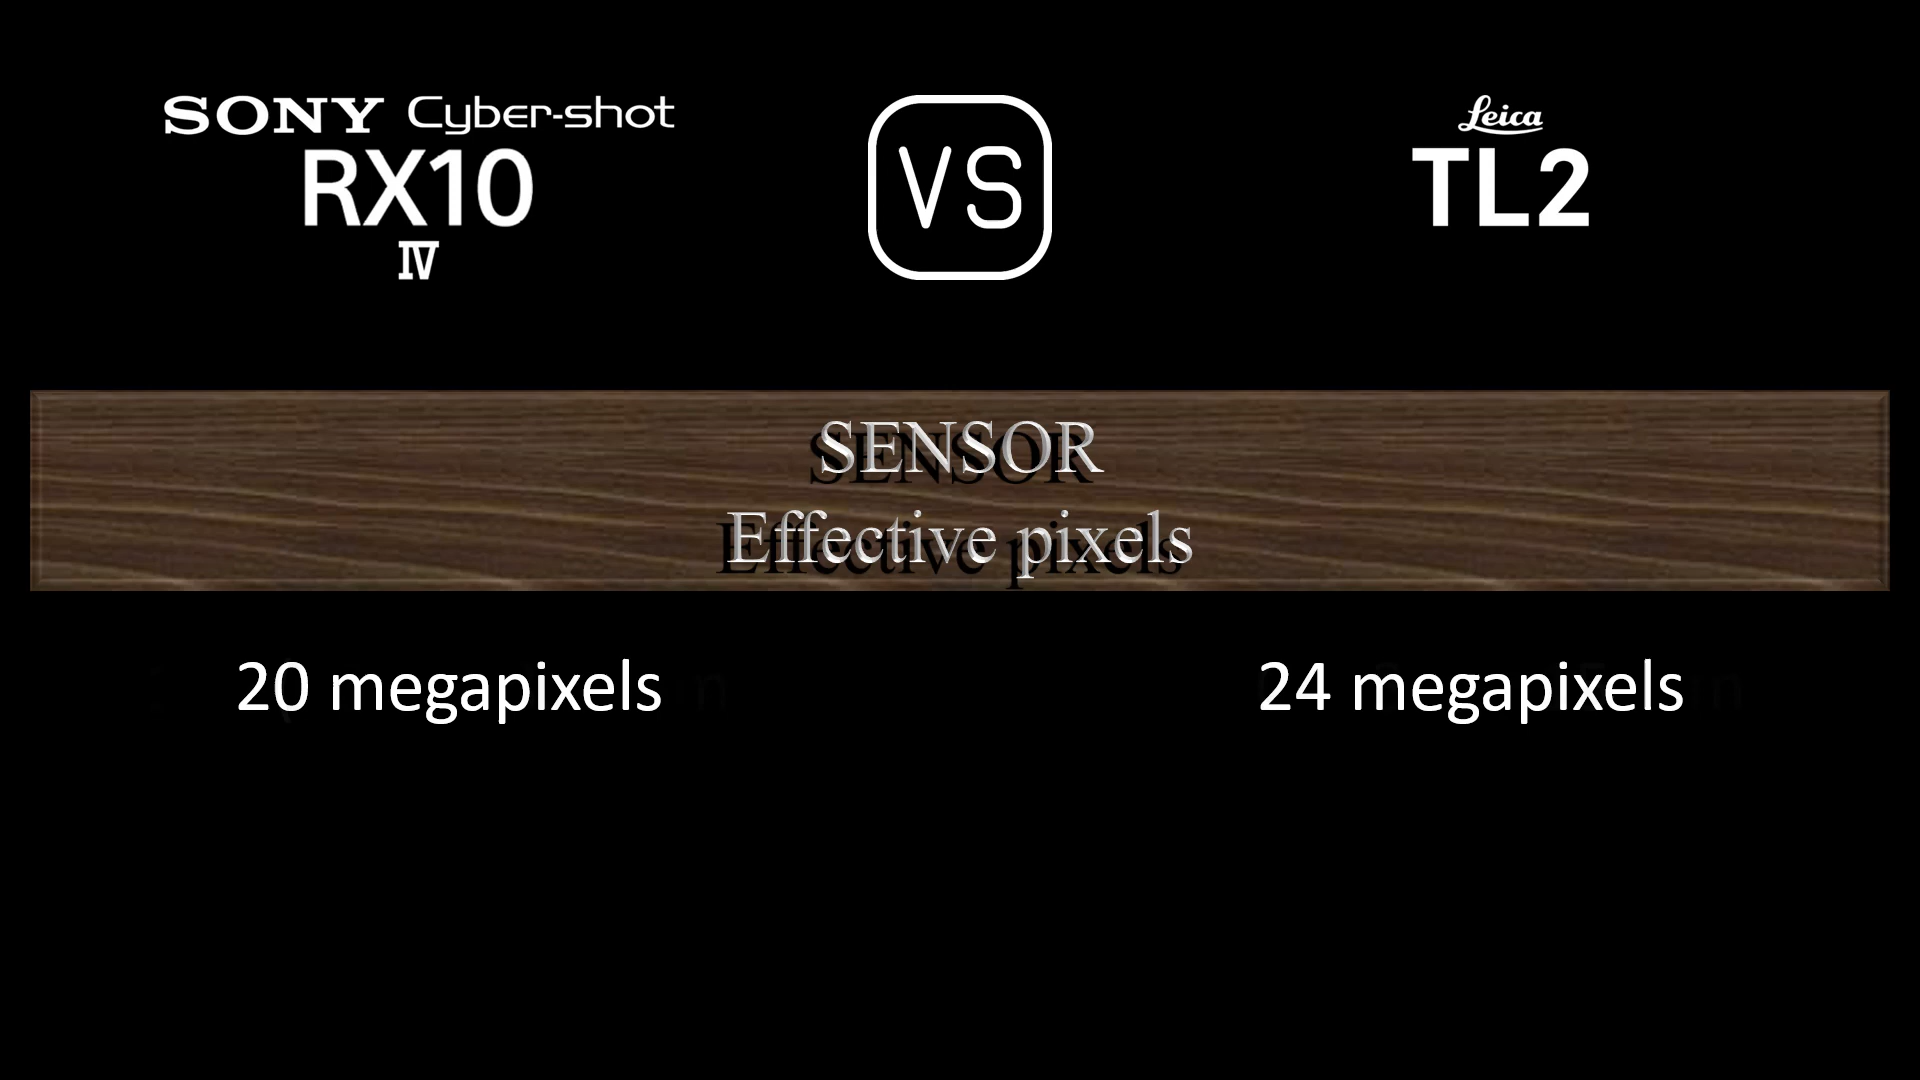 SONY Cyber-shot
RX10
IV
VS
Leica
TL2
SENSOR
Effective pixels
20 megapixels
24 megapixels